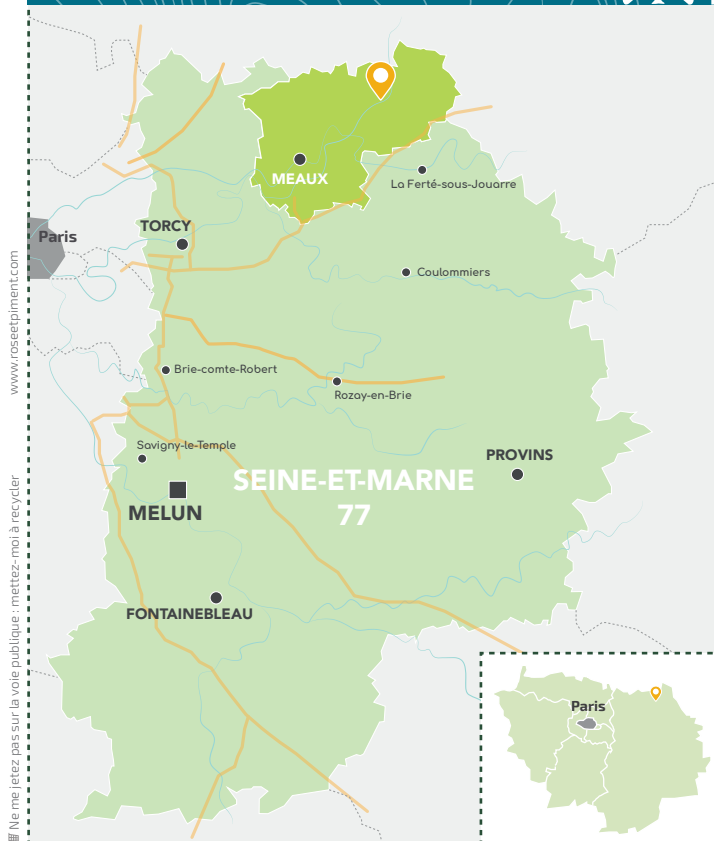 MEAUX
La Ferté-sous-Jouarre
TORCY
Paris
Coulommiers
Brie-comte-Robert
Rozay-en-Brie
Savigny-le-Temple
PROVINS
SEINE-ET-MARNE
77
MELUN
FONTAINEBLEAU
Paris
www.roseetpiment.com
Ne me jetez pas sur la voie publique : mettez-moi à recycler